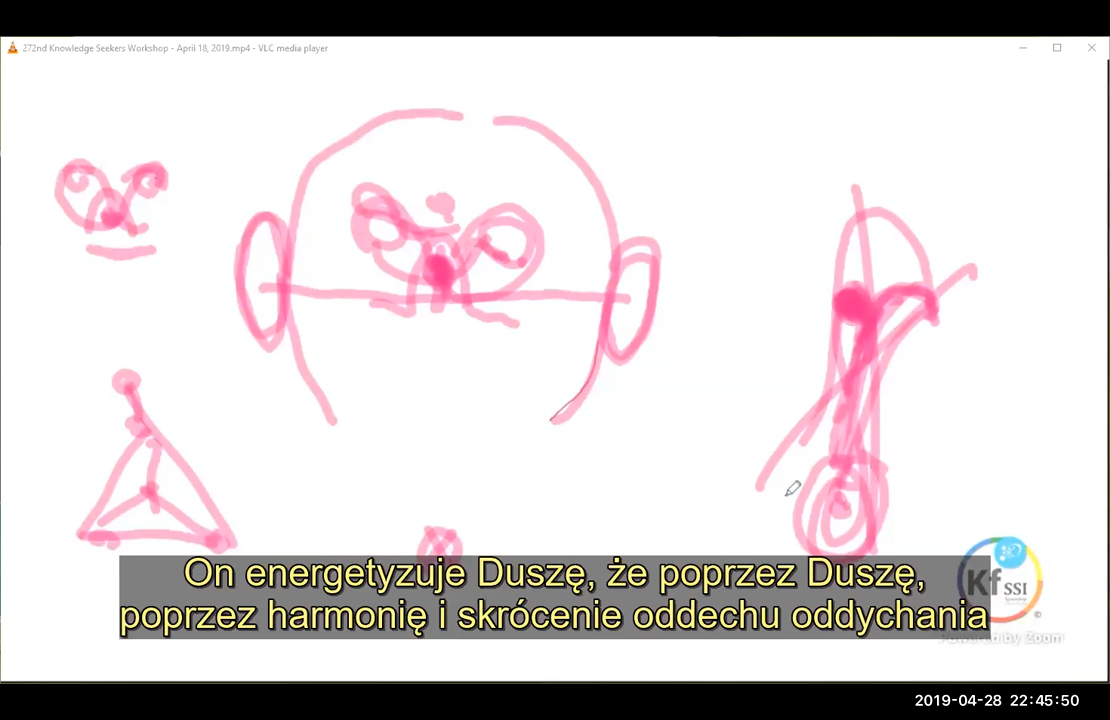 272nd Knowledge Seekers Workshop - April 18, 2019.mp4 - VLC media player
On energetyzuje Duszę, że poprzez Duszę,
poprzez harmonię i skrócenie oddechu oddychania
Kf SSI
Powered by Zoom
2019-04-28 22:45:50